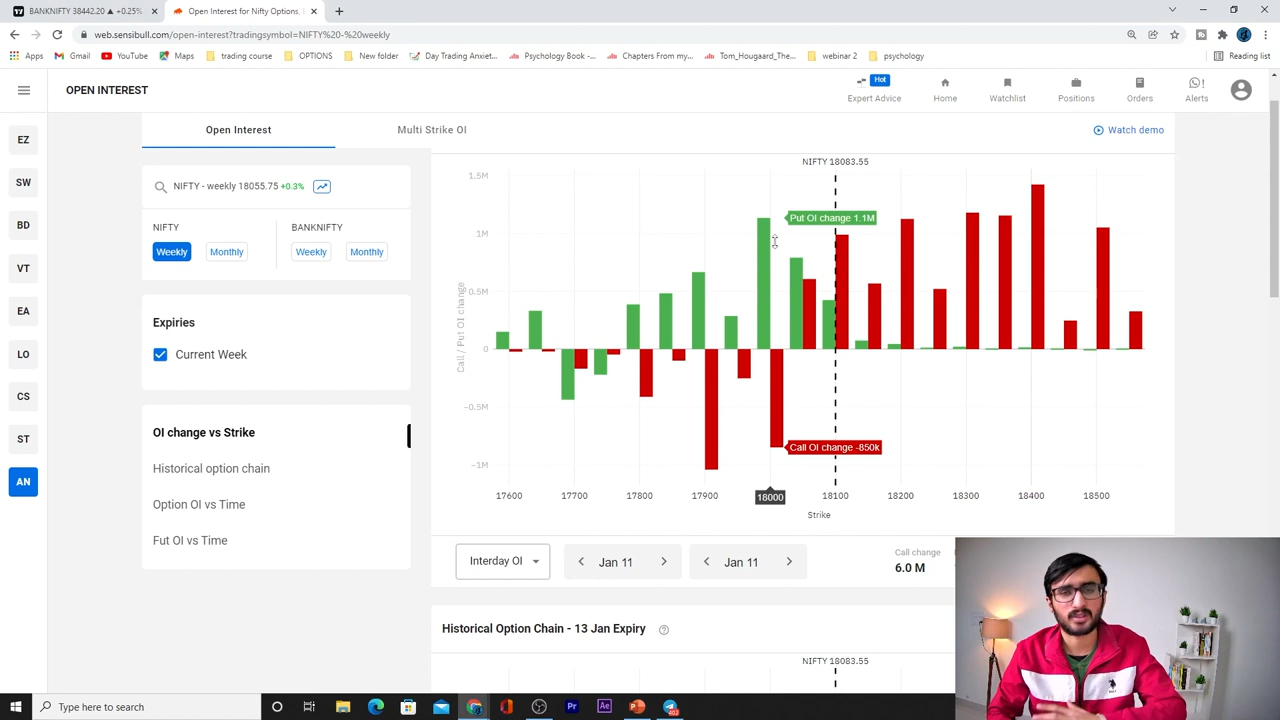 BANKNIFTY 38442.20 ▲ +0.25%
Open Interest for Nifty Options,
web.sensibull.com/open-interest?tradingsymbol=NIFTY%20-%20weekly
Apps
Gmail
YouTube
Maps
trading course
OPTIONS
New folder
Day Trading Anxiet...
Psychology Book -...
Chapters From my...
Tom_Hougaard_The...
webinar 2
psychology
Reading list
OPEN INTEREST
Hot
Expert Advice
Home
Watchlist
Positions
Orders
Alerts
EZ
SW
BD
VT
EA
LO
CS
ST
AN
Open Interest
Multi Strike OI
Watch demo
NIFTY - weekly 18055.75 +0.3%
NIFTY
BANKNIFTY
Weekly
Monthly
Weekly
Monthly
Expiries
Current Week
OI change vs Strike
Historical option chain
Option OI vs Time
Fut OI vs Time
NIFTY 18083.55
Call / Put OI change
1.5M
1M
0.5M
0
-0.5M
-1M
Put OI change 1.1M
Call OI change -850k
17600
17700
17800
17900
18000
18100
18200
18300
18400
18500
Strike
Interday OI
Jan 11
Jan 11
Call change
6.0 M
Historical Option Chain - 13 Jan Expiry
NIFTY 18083.55
Type here to search